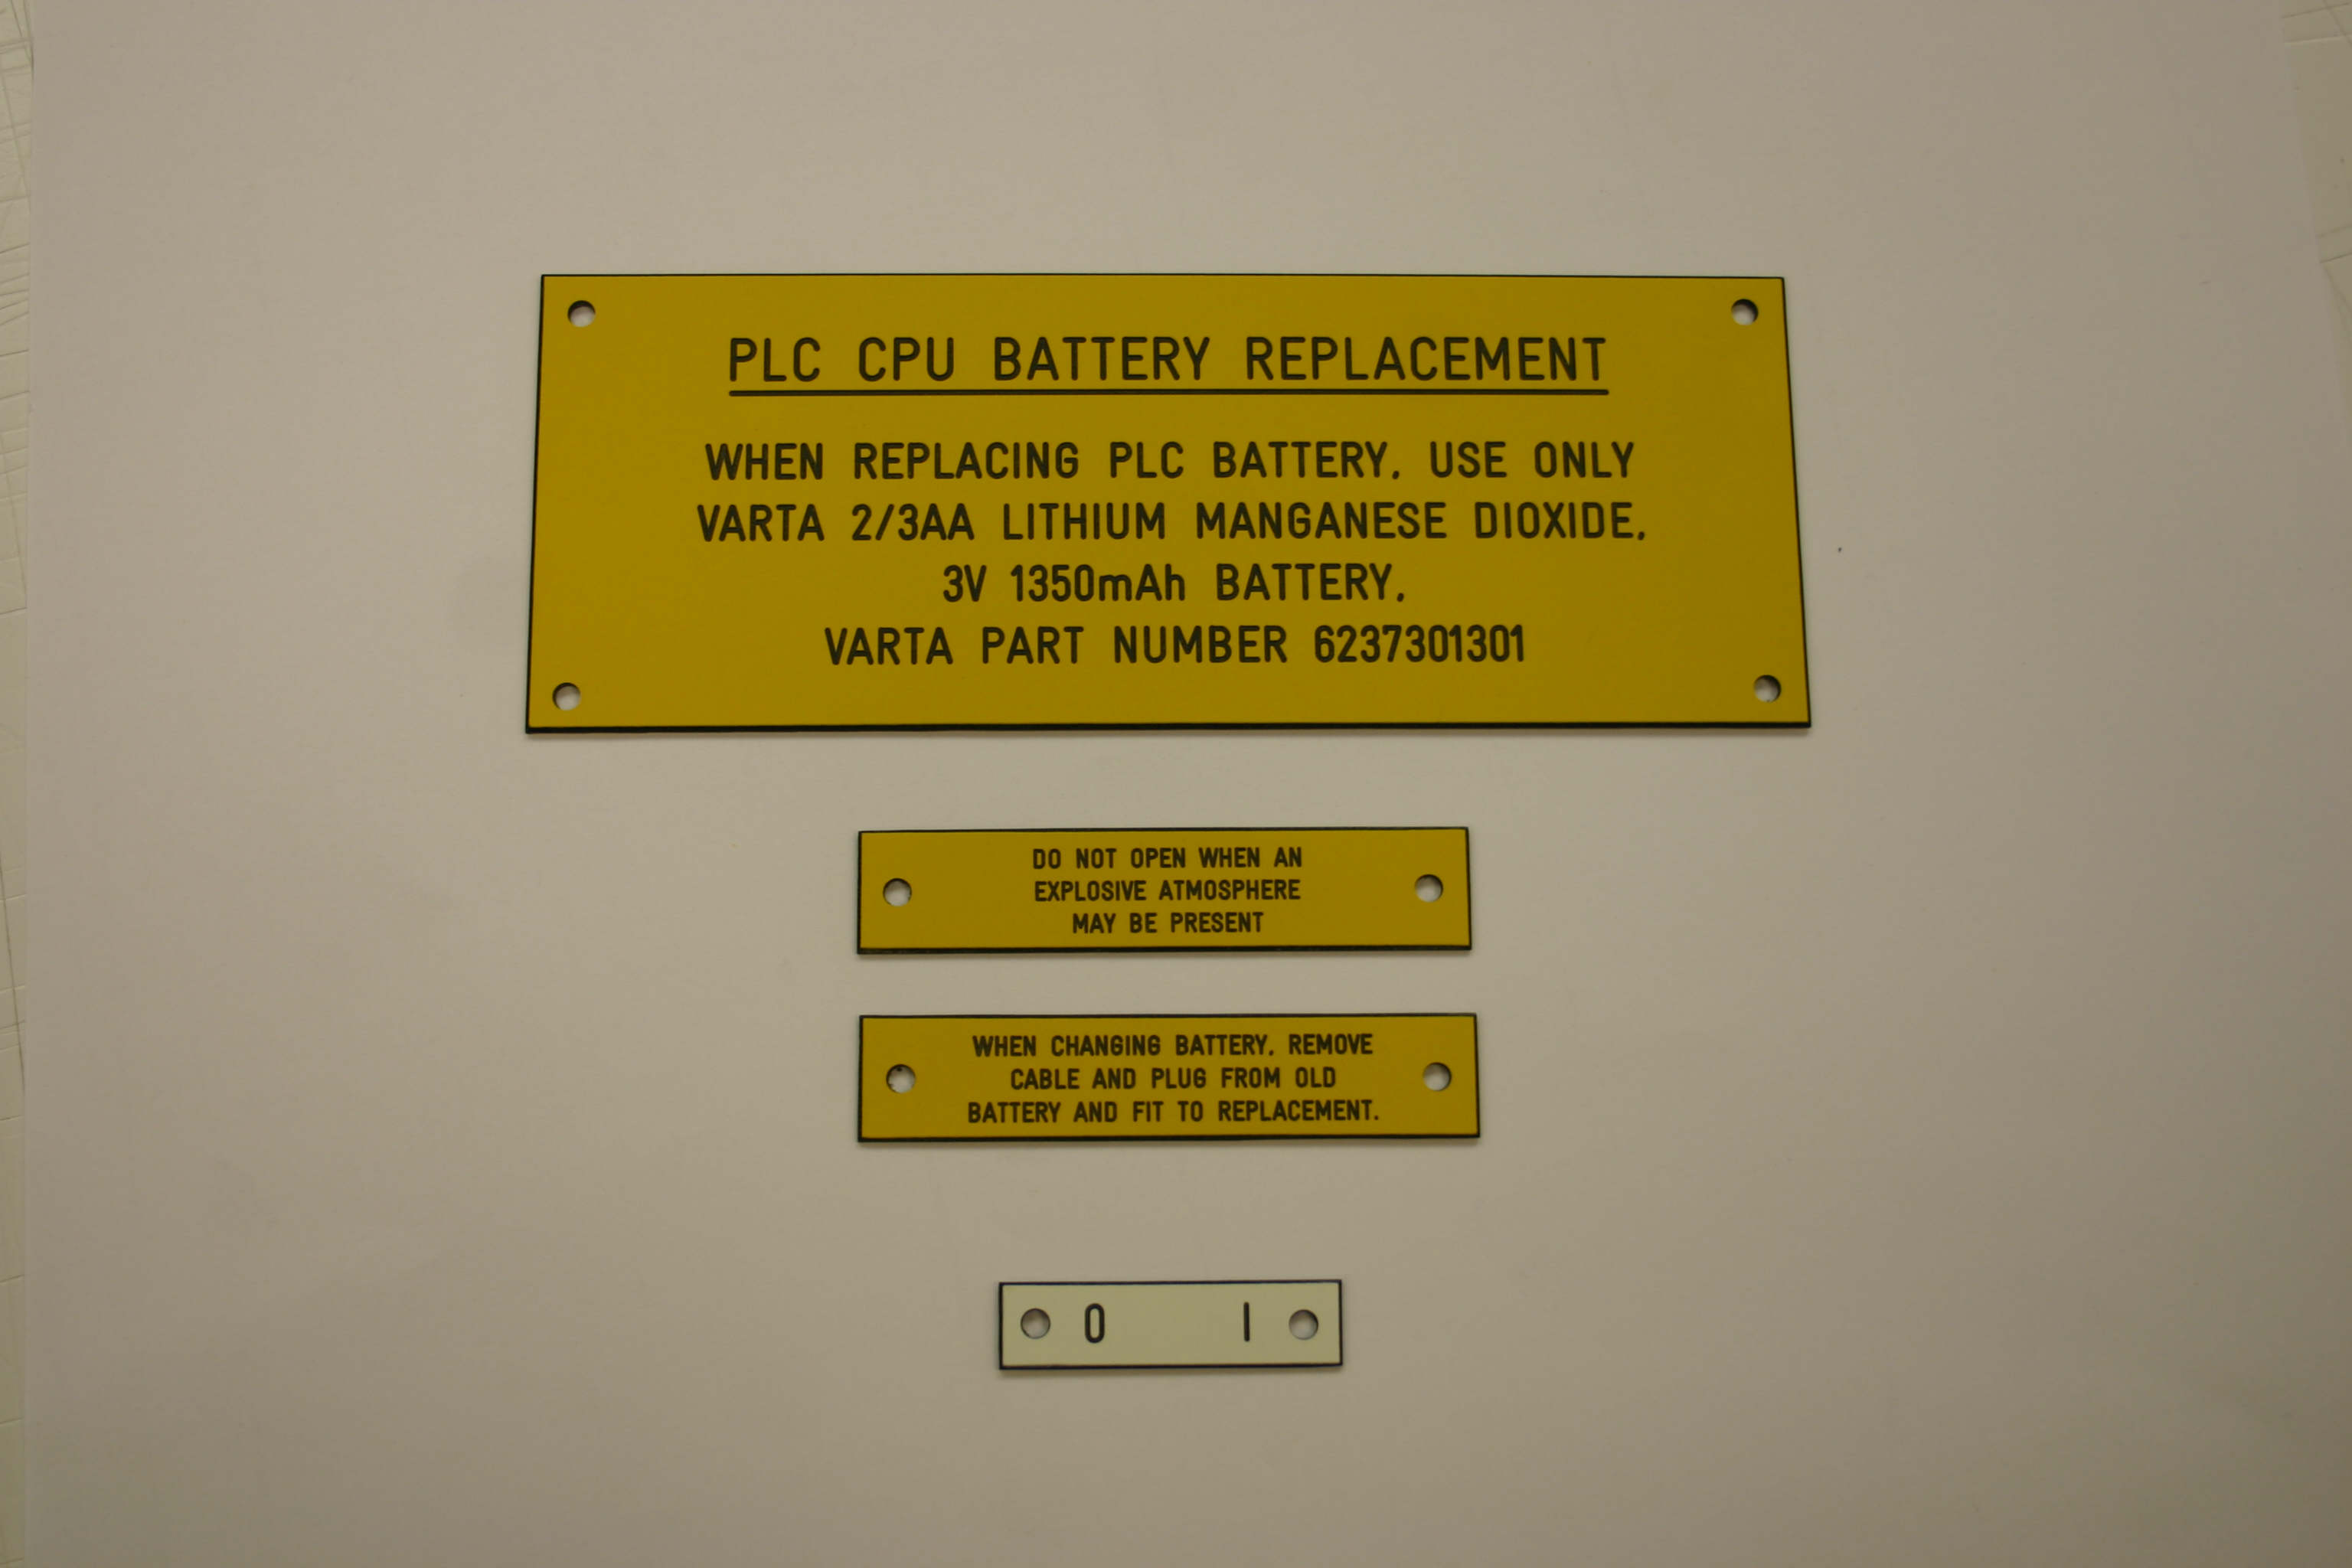 PLC CPU BATTERY REPLACEMENT
WHEN REPLACING PLC BATTERY, USE ONLY
VARTA 2/3AA LITHIUM MANGANESE DIOXIDE,
3V 1350mAh BATTERY,
VARTA PART NUMBER 6237301301
DO NOT OPEN WHEN AN
EXPLOSIVE ATMOSPHERE
MAY BE PRESENT
WHEN CHANGING BATTERY, REMOVE
CABLE AND PLUG FROM OLD
BATTERY AND FIT TO REPLACEMENT.
0 I